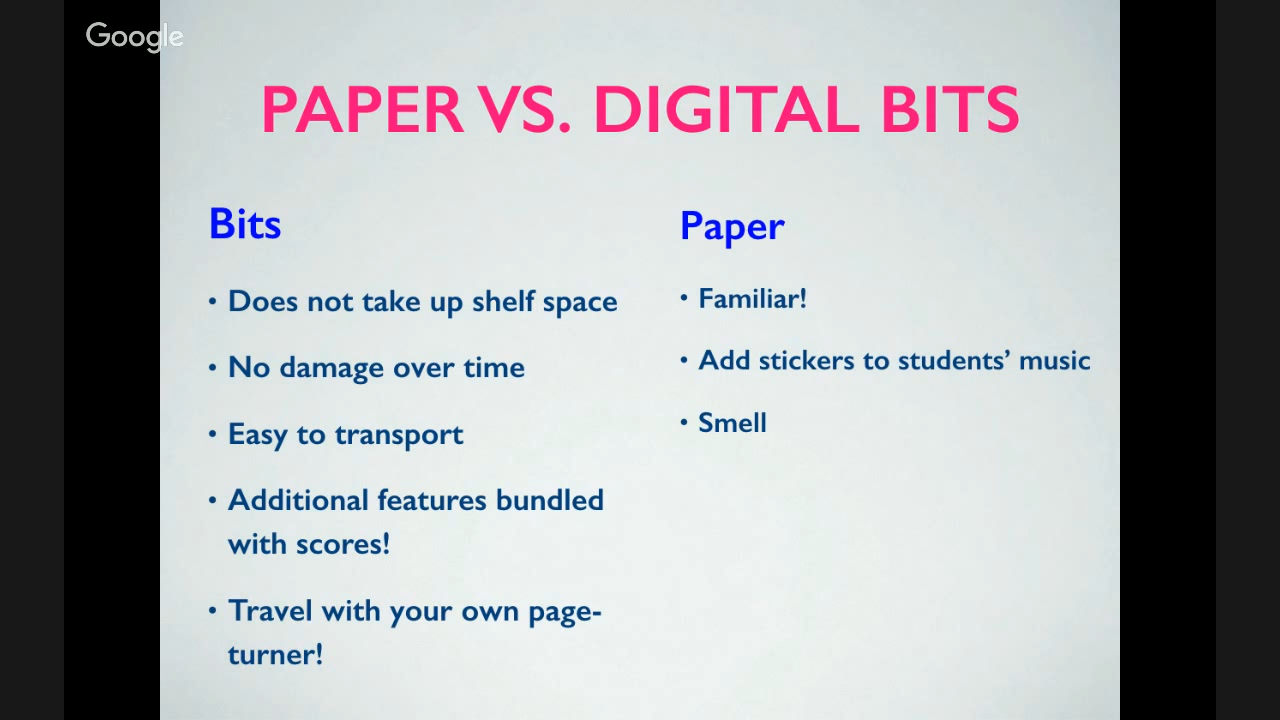 Google
PAPER VS. DIGITAL BITS
Bits
• Does not take up shelf space
• No damage over time
• Easy to transport
• Additional features bundled
with scores!
• Travel with your own page-
turner!
Paper
• Familiar!
• Add stickers to students’ music
• Smell